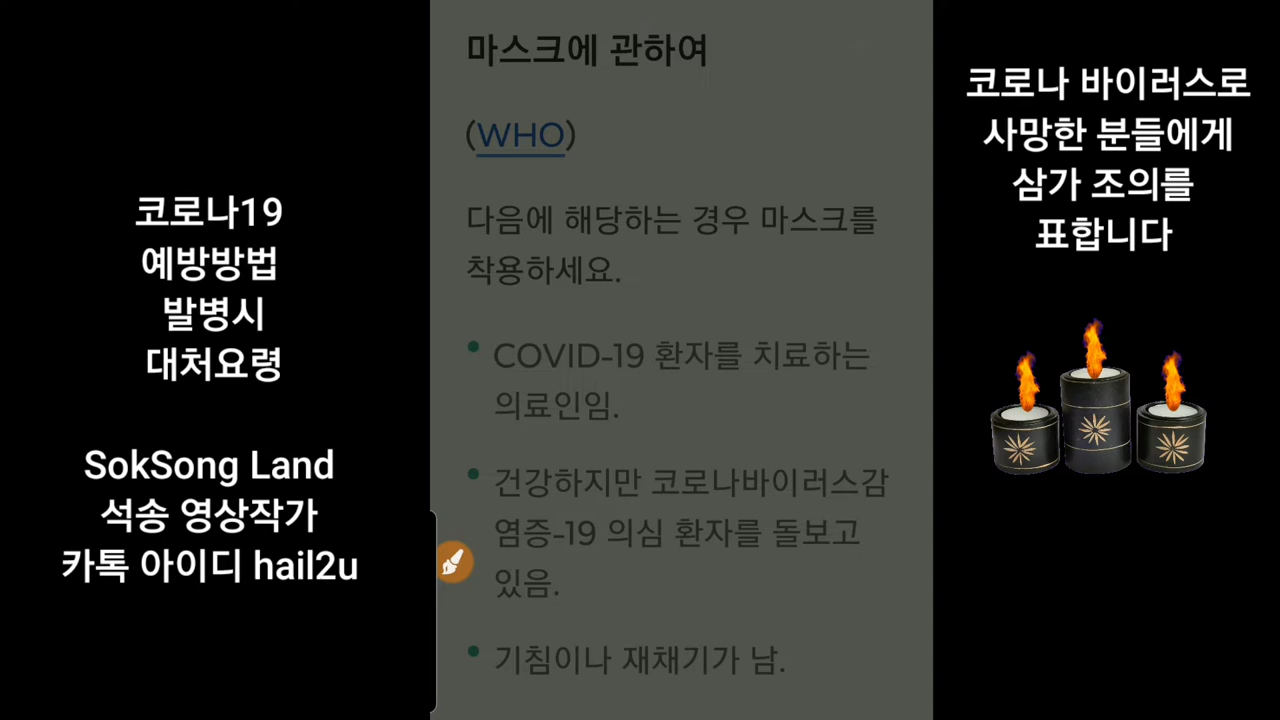 코로나19
예방방법
발병시
대처요령
SokSong Land
석송 영상작가
카톡 아이디 hail2u
마스크에 관하여
(WHO)
다음에 해당하는 경우 마스크를
착용하세요.
COVID-19 환자를 치료하는
의료인임.
건강하지만 코로나바이러스감
염증-19 의심 환자를 돌보고
있음.
기침이나 재채기가 남.
코로나 바이러스로
사망한 분들에게
삼가 조의를
표합니다